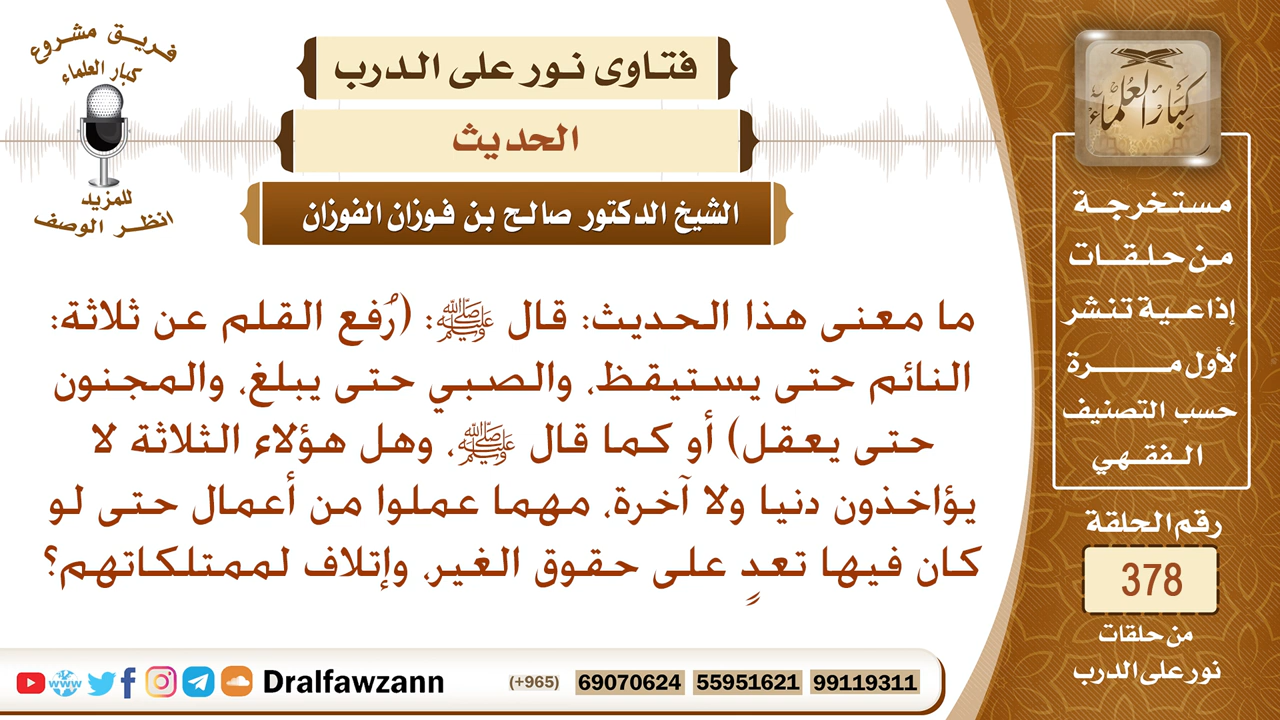 فريق مشروع
كبار العلماء
للمزيد
انظر الوصف
فتاوى نور على الدرب
الحديث
الشيخ الدكتور صالح بن فوزان الفوزان
ما معنى هذا الحديث: قال ﷺ: (رُفع القلم عن ثلاثة:
النائم حتى يستيقظ، والصبي حتى يبلغ، والمجنون
حتى يعقل) أو كما قال ﷺ، وهل هؤلاء الثلاثة لا
يؤاخذون دنيا ولا آخرة، مهما عملوا من أعمال حتى لو
كان فيها تعدٍ على حقوق الغير، وإتلاف لممتلكاتهم؟
كبار العلماء
مستخرجة
من حلقات
إذاعية تنشر
لأول مرة
حسب التصنيف
الفقهي
رقم الحلقة
378
من حلقات
نور على الدرب
www Dralfawzann (+965) 69070624 55951621 99119311